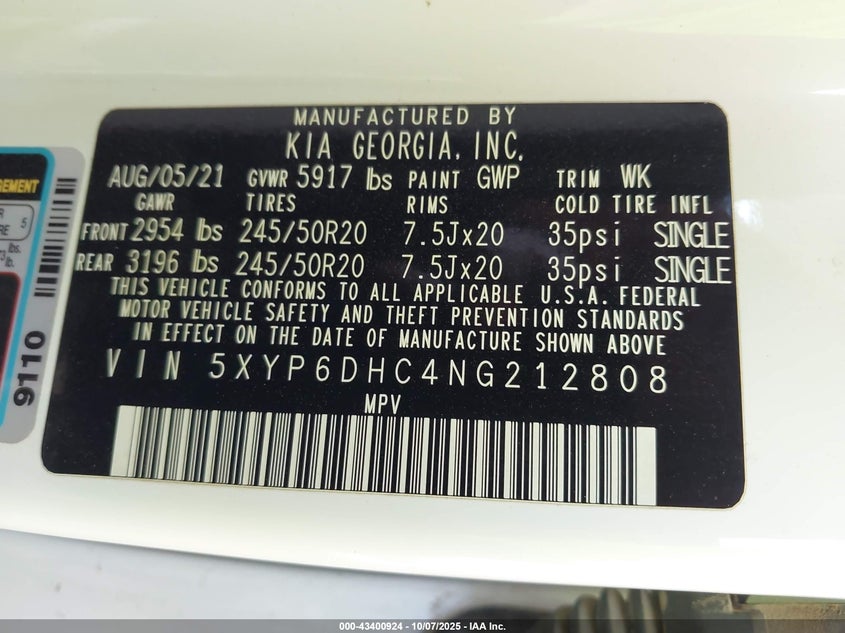 MANUFACTURED BY
KIA GEORGIA, INC.
AUG/05/21 GVWR 5917 lbs PAINT GWP TRIM WK
GAWR TIRES RIMS COLD TIRE INFL
FRONT 2954 lbs 245/50R20 7.5Jx20 35psi SINGLE
REAR 3196 lbs 245/50R20 7.5Jx20 35psi SINGLE
THIS VEHICLE CONFORMS TO ALL APPLICABLE U.S.A. FEDERAL
MOTOR VEHICLE SAFETY AND THEFT PREVENTION STANDARDS
IN EFFECT ON THE DATE OF MANUFACTURE SHOWN ABOVE
VIN 5XYP6DHC4NG212808
MPV
5
lbs.
lb.
9110
000-43400924 - 10/07/2025 - IAA Inc.